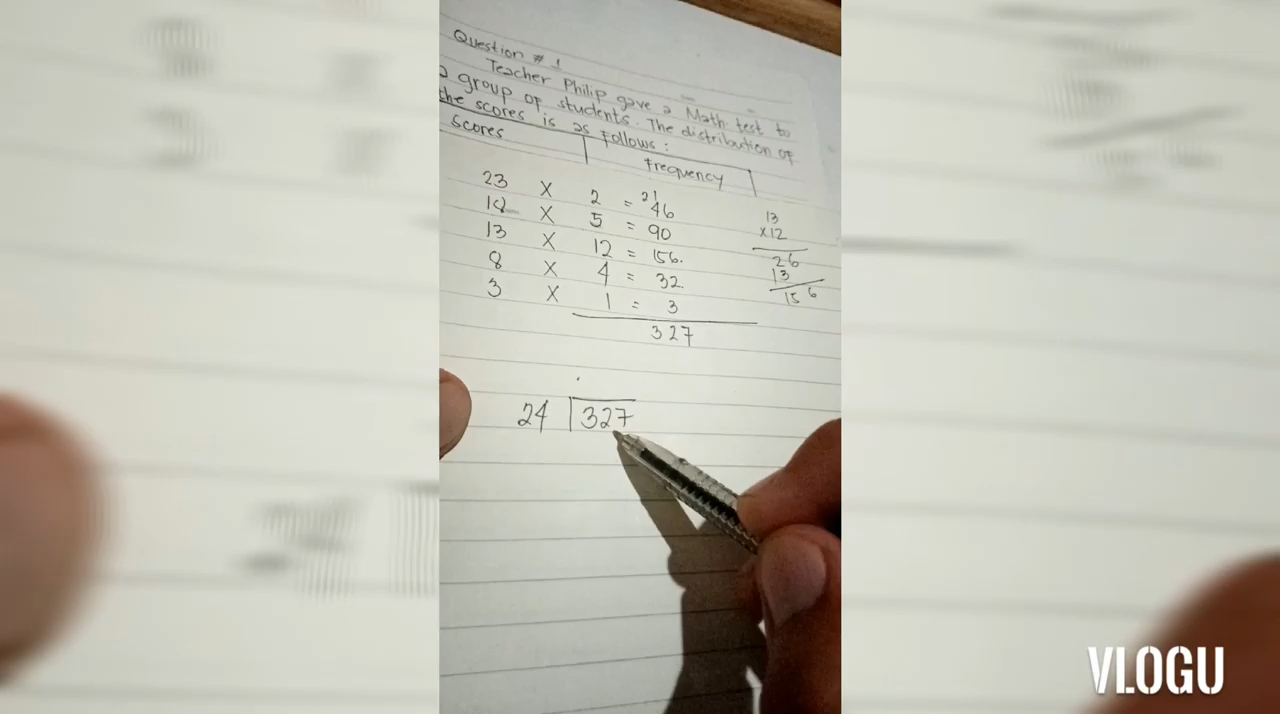 Question # 1
Teacher Philip gave a Math test to
a group of students. The distribution of
the scores is as follows:
Scores frequency
21
23 X 2 = 46
18 X 5 = 90
13 X 12 = 156.
8 X 4 = 32
3 X 1 = 3
327
13
x12
26
13
156
24 327
VLOGU